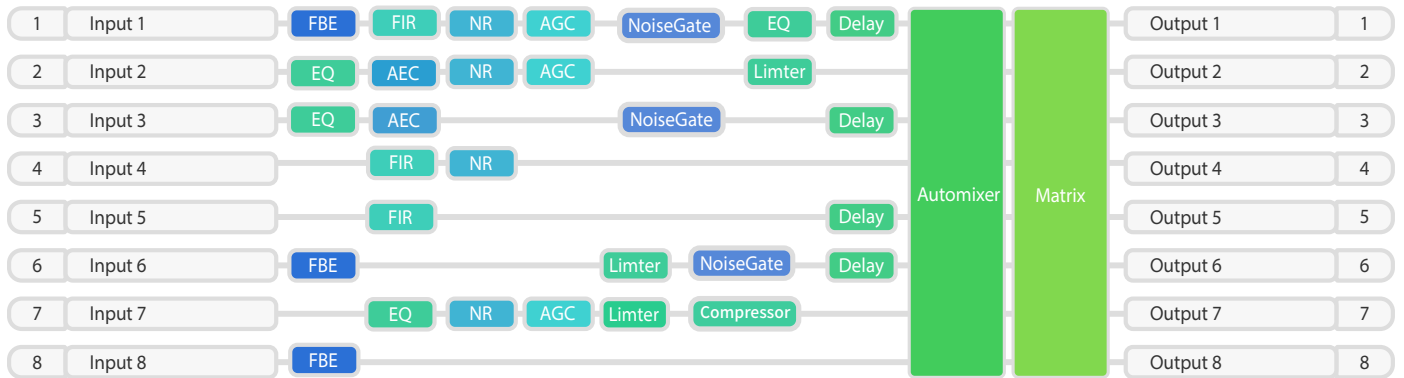 1 Input 1 FBE FIR NR AGC NoiseGate EQ Delay Output 1 1
2 Input 2 EQ AEC NR AGC Limter Output 2 2
3 Input 3 EQ AEC NoiseGate Delay Output 3 3
4 Input 4 FIR NR Output 4 4
Automixer Matrix
5 Input 5 FIR Delay Output 5 5
6 Input 6 FBE Limter NoiseGate Delay Output 6 6
7 Input 7 EQ NR AGC Limter Compressor Output 7 7
8 Input 8 FBE Output 8 8